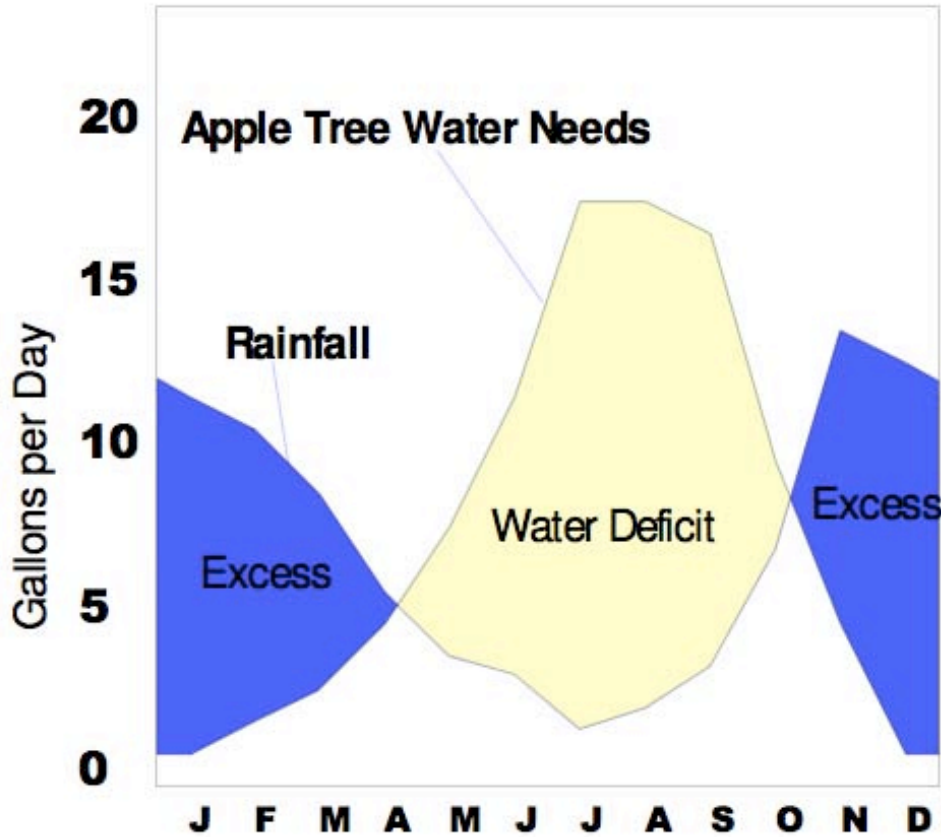 20
Apple Tree Water Needs
15
Rainfall
10
Excess
Water Deficit
Excess
5
0
Gallons per Day
J F M A M J J A S O N D